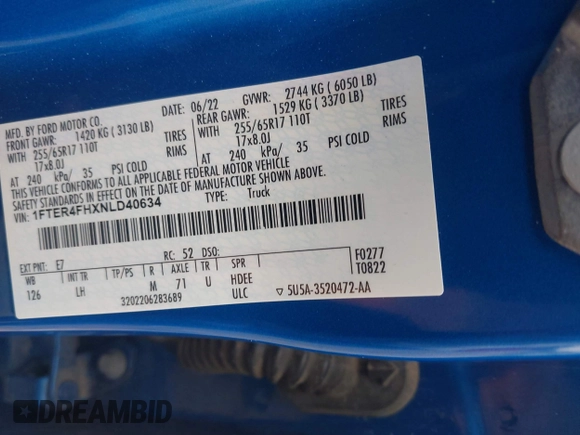 MFD. BY FORD MOTOR CO.
DATE: 06/22
GVWR: 2744 KG ( 6050 LB)
FRONT GAWR: 1420 KG ( 3130 LB)
REAR GAWR: 1529 KG ( 3370 LB)
WITH 255/65R17 110T TIRES
WITH 255/65R17 110T TIRES
17x8.0J RIMS
17x8.0J RIMS
AT 240 kPa/ 35 PSI COLD
AT 240 kPa/ 35 PSI COLD
THIS VEHICLE CONFORMS TO ALL APPLICABLE FEDERAL MOTOR VEHICLE
SAFETY STANDARDS IN EFFECT ON THE DATE OF MANUFACTURE SHOWN ABOVE.
VIN: 1FTER4FHXNLD40634
TYPE: Truck
EXT PNT: E7 RC: 52 DSO: F0277
WB INT TR TP/PS R AXLE TR SPR T0822
126 LH M 71 U HDEE
3202206283689 ULC ▽ 5U5A-3520472-AA
DREAMBID